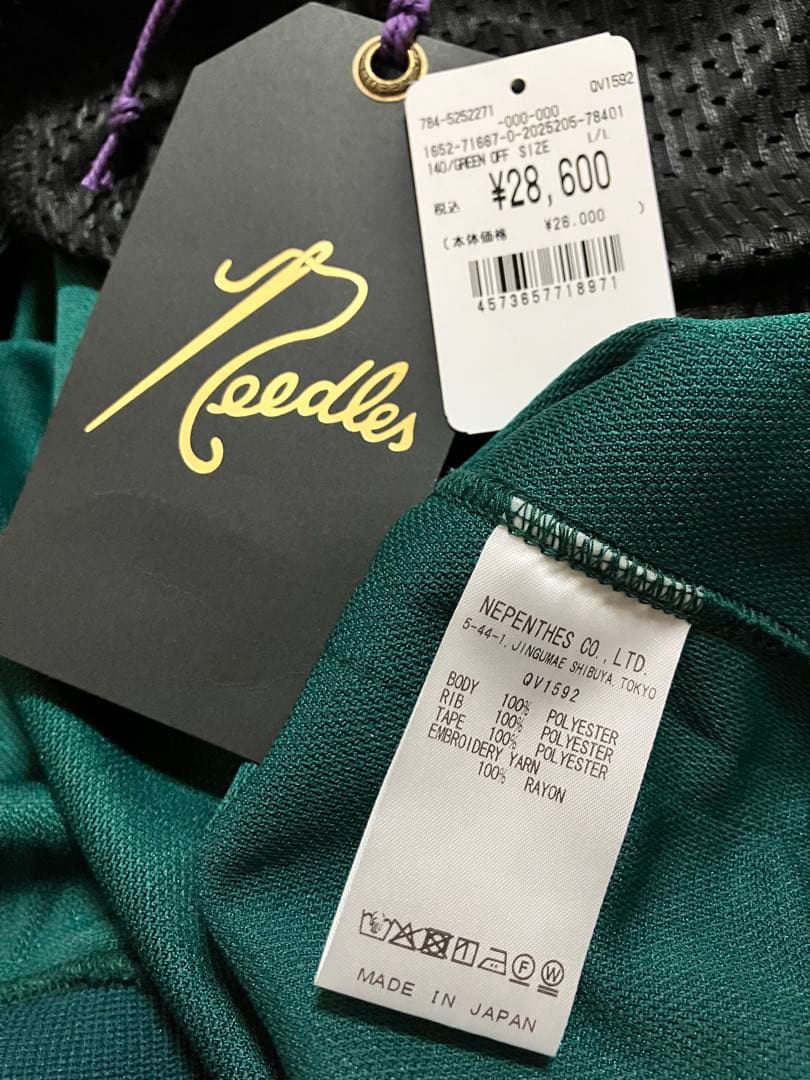 Needles
QV1592
784-5252271 -000-000
1652-71667-0-2025205-78401
140/GREEN OFF SIZE L/L
税込 ¥28,600
(本体価格 ¥26.000 )
4573657718971
NEPENTHES CO.,LTD.
5-44-1, JINGUMAE SHIBUYA, TOKYO
QV1592
BODY 100% POLYESTER
RIB 100% POLYESTER
TAPE 100% POLYESTER
EMBROIDERY YARN
100% RAYON
F W
MADE IN JAPAN